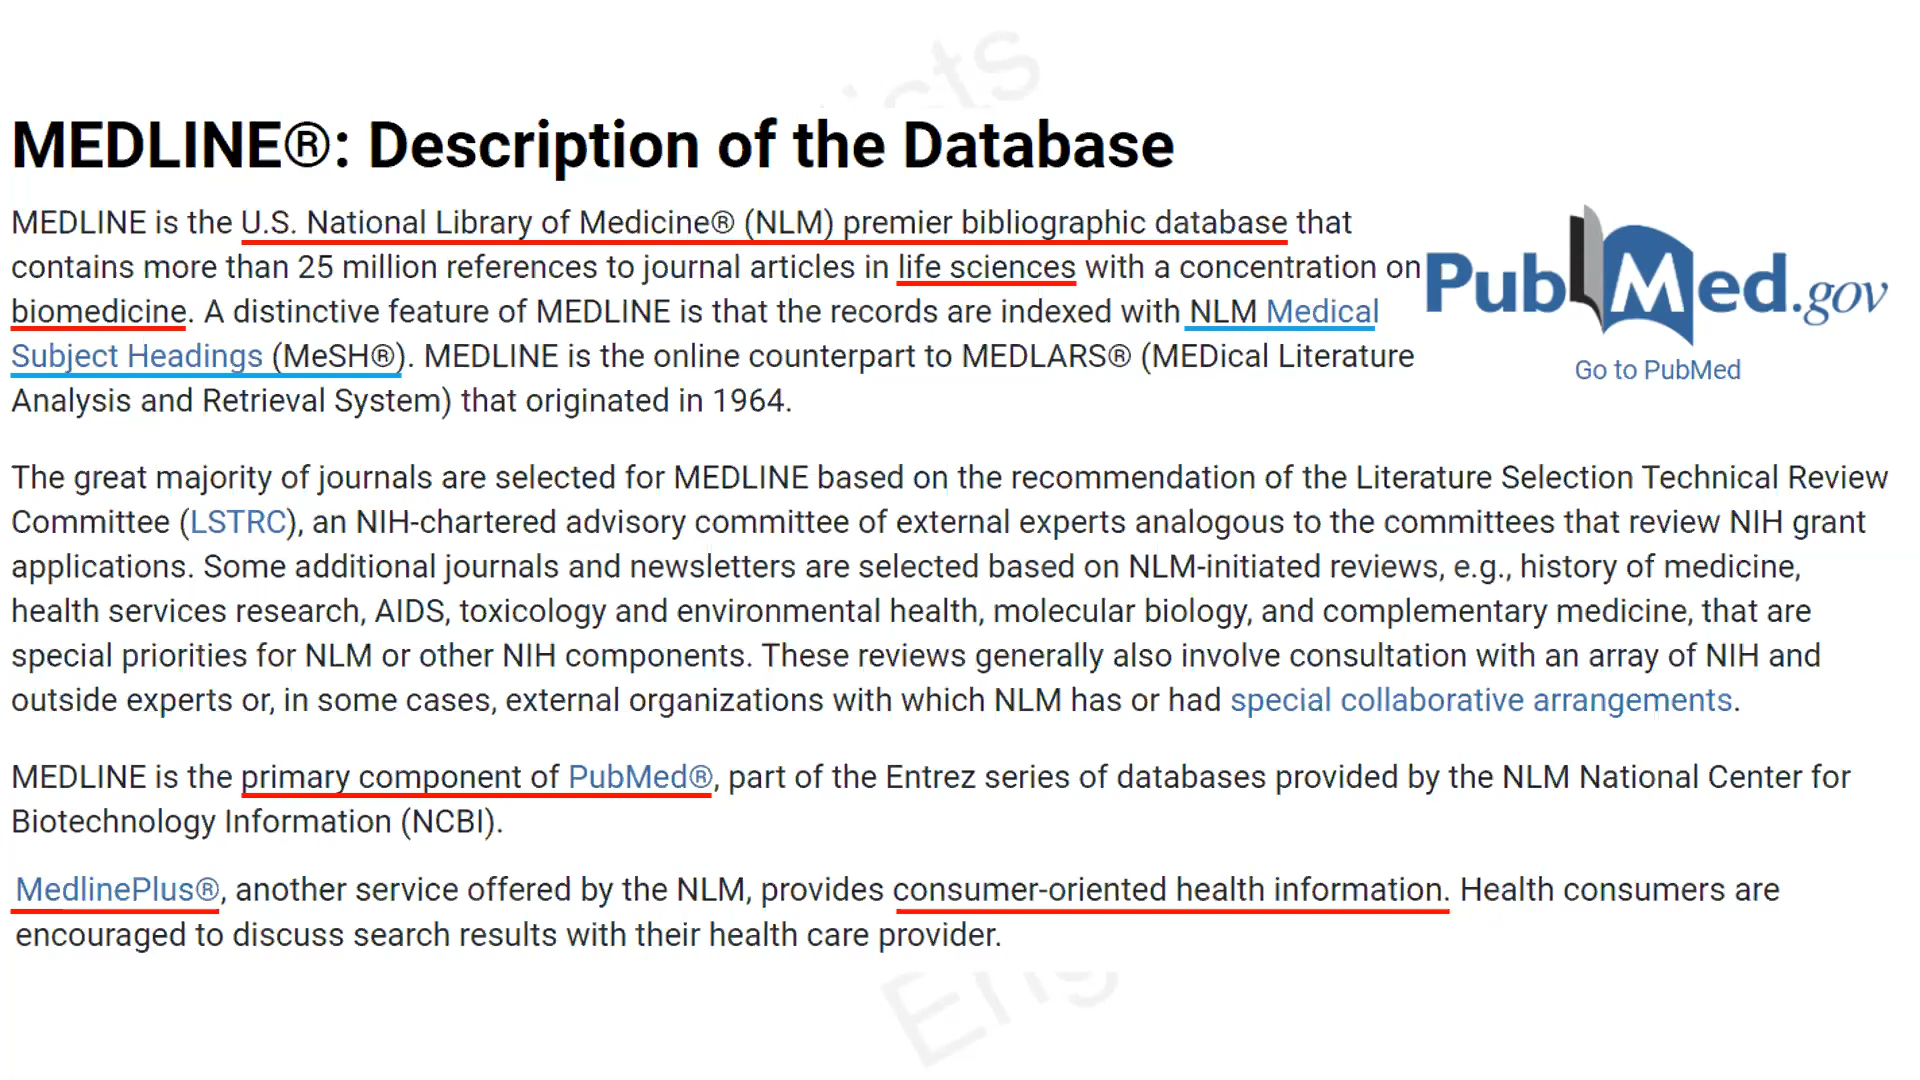 MEDLINE®: Description of the Database
MEDLINE is the U.S. National Library of Medicine® (NLM) premier bibliographic database that
contains more than 25 million references to journal articles in life sciences with a concentration on
biomedicine. A distinctive feature of MEDLINE is that the records are indexed with NLM Medical
Subject Headings (MeSH®). MEDLINE is the online counterpart to MEDLARS® (MEDical Literature
Analysis and Retrieval System) that originated in 1964.
PubMed.gov
Go to PubMed
The great majority of journals are selected for MEDLINE based on the recommendation of the Literature Selection Technical Review
Committee (LSTRC), an NIH-chartered advisory committee of external experts analogous to the committees that review NIH grant
applications. Some additional journals and newsletters are selected based on NLM-initiated reviews, e.g., history of medicine,
health services research, AIDS, toxicology and environmental health, molecular biology, and complementary medicine, that are
special priorities for NLM or other NIH components. These reviews generally also involve consultation with an array of NIH and
outside experts or, in some cases, external organizations with which NLM has or had special collaborative arrangements.
MEDLINE is the primary component of PubMed®, part of the Entrez series of databases provided by the NLM National Center for
Biotechnology Information (NCBI).
MedlinePlus®, another service offered by the NLM, provides consumer-oriented health information. Health consumers are
encouraged to discuss search results with their health care provider.